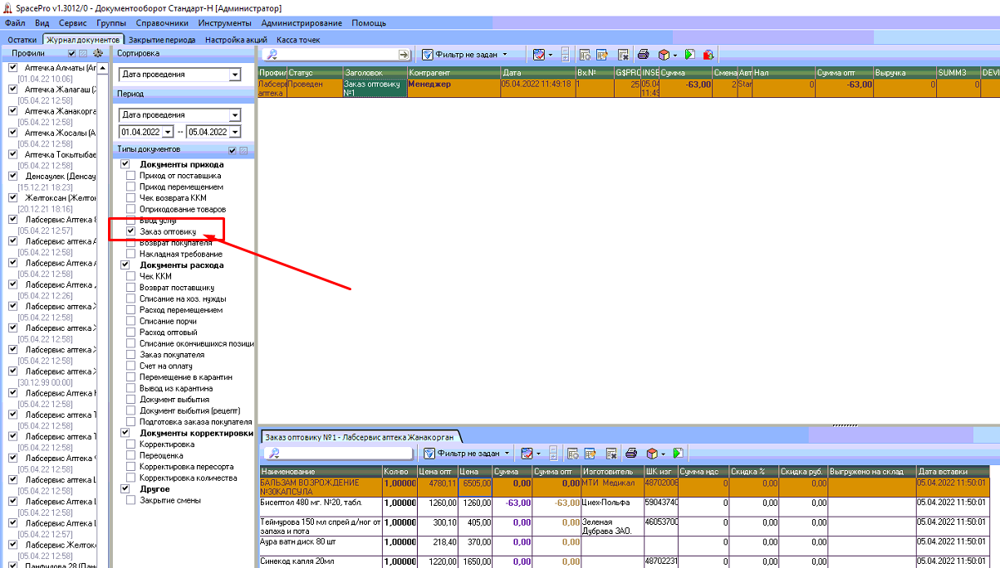 SpacePro v1.3012/0 - Документооборот Стандарт-Н [Администратор]
Файл Вид Сервис Группы Справочники Инструменты Администрирование Помощь
Остатки Журнал документов Закрытие периода Настройка акций Касса точек
Профили
Аптечка Алматы (Ап
[01.04.22 10:06]
Аптечка Жалагаш (
[05.04.22 12:58]
Аптечка Жанакорга
[05.04.22 12:58]
Аптечка Жосалы (А
[05.04.22 12:58]
Аптечка Токытыбае
[05.04.22 12:58]
Денсаулек (Денсау
[15.12.21 18:23]
Желтоксан (Желток
[20.12.21 18:16]
Лабсервис Аптека 8
[05.04.22 12:57]
Лабсервис аптека А
[05.04.22 12:58]
Лабсервис Аптека
[05.04.22 12:58]
Лабсервис Аптека
[05.04.22 12:26]
Лабсервис аптека
[05.04.22 12:58]
Лабсервис аптека
[05.04.22 12:58]
Лабсервис аптека
[05.04.22 12:58]
Лабсервис аптека
[30.12.99 00:00]
Лабсервис Аптека
[05.04.22 12:58]
Лабсервис аптека Т
[05.04.22 12:58]
Лабсервис аптека Т
[05.04.22 12:58]
Лабсервис Аптека
[05.04.22 12:58]
Лабсервис аптека
[05.04.22 12:58]
Лабсервис Аптека
[05.04.22 12:58]
Лабсервис Аптека
[05.04.22 12:57]
Лабсервис Желток
[05.04.22 12:58]
Панфилова 28 (Пан
Сортировка
Дата проведения
Период
Дата проведения
01.04.2022 -- 05.04.2022
Типы документов
Документы прихода
Приход от поставщика
Приход перемещением
Чек возврата ККМ
Оприходование товаров
Ввод услуг
Заказ оптовику
Возврат покупателя
Накладная требование
Документы расхода
Чек ККМ
Возврат поставщику
Списание на хоз. нужды
Расход перемещением
Списание порчи
Расход оптовый
Списание окончившихся позици
Заказ покупателя
Счет на оплату
Перемещение в карантин
Вывод из карантина
Документ выбытия
Документ выбытия (рецепт)
Подготовка заказа покупателя
Документы корректировки
Корректировка
Переоценка
Корректировка пересорта
Корректировка количества
Другое
Закрытие смены
Фильтр не задан
Профил Статус Заголовок Контрагент Дата Вх.№ G$PRO INSE Сумма Смена Авт Нал Сумма опт Выручка 0 SUMM3 DEVI
Лабсерв Проведен Заказ оптовику Менеджер 05.04.2022 11:49:18 1 25 05.04 -63,00 2 Star 0 -63,00 0 0 0
аптека №1 11:49
Заказ оптовику №1 - Лабсервис аптека Жанакорган
Фильтр не задан
Наименование Кол-во Цена опт Цена Сумма Сумма опт Изготовитель ШК изг Сумма ндс Скидка % Скидка руб. Выгружено на склад Дата вставки
БАЛЬЗАМ ВОЗРОЖДЕНИЕ 1,00000 4780,11 6505,00 0,00 0,00 МТИ Медикал 48702006 0 0,00 0,00 05.04.2022 11:50:01
№30КАПСУЛА
Бисептол 480 мг. №20, табл. 1,00000 1260,00 1260,00 -63,00 -63,00 Циех-Польфа 59043740 0 0,00 0,00 05.04.2022 11:50:01
Теймурова 150 мл спрей д/ног от 1,00000 300,10 405,00 0,00 0,00 Зеленая 46053700 0 0,00 0,00 05.04.2022 11:50:01
запаха и пота Дубрава ЗАО.
Аура ватн диск 80 шт 1,00000 218,40 370,00 0,00 0,00 0 0,00 0,00 05.04.2022 11:50:01
Синекод капля 20мл 1,00000 1220,00 1650,00 0,00 0,00 48702231 0 0,00 0,00 05.04.2022 11:50:01